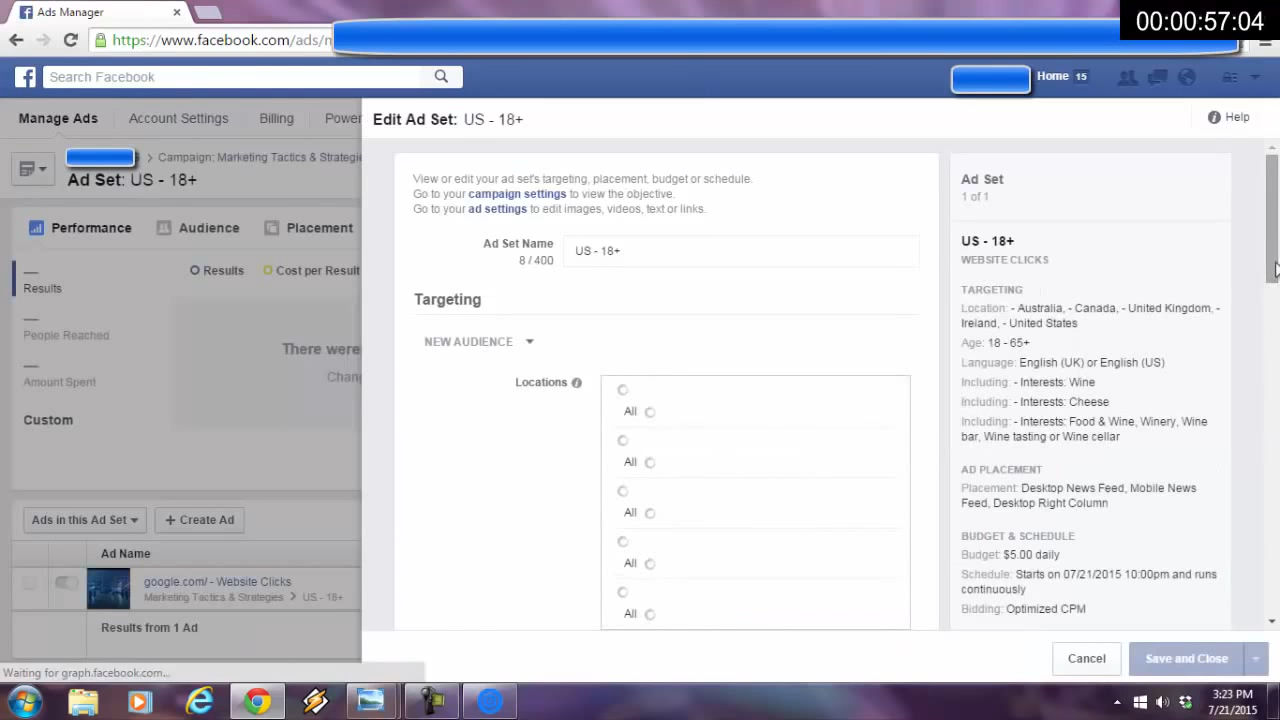 Ads Manager
00:00:57:04
https://www.facebook.com/ads/
Search Facebook
Home 15
Manage Ads
Account Settings
Billing
Power
Edit Ad Set: US - 18+
Help
Campaign: Marketing Tactics & Strategie
Ad Set: US - 18+
Performance
Audience
Placement
Results
Cost per Result
Results
People Reached
Amount Spent
There were
Custom
Ads in this Ad Set
+ Create Ad
Ad Name
google.com/ - Website Clicks
Marketing Tactics & Strategies > US - 18+
Results from 1 Ad
View or edit your ad set's targeting, placement, budget or schedule.
Go to your campaign settings to view the objective.
Go to your ad settings to edit images, videos, text or links.
Ad Set Name
8 / 400
US - 18+
Targeting
NEW AUDIENCE
Locations
All
All
All
All
All
Ad Set
1 of 1
US - 18+
WEBSITE CLICKS
TARGETING
Location: - Australia, - Canada, - United Kingdom, -
Ireland, - United States
Age: 18 - 65+
Language: English (UK) or English (US)
Including: - Interests: Wine
Including: - Interests: Cheese
Including: - Interests: Food & Wine, Winery, Wine
bar, Wine tasting or Wine cellar
AD PLACEMENT
Placement: Desktop News Feed, Mobile News
Feed, Desktop Right Column
BUDGET & SCHEDULE
Budget: $5.00 daily
Schedule: Starts on 07/21/2015 10:00pm and runs
continuously
Bidding: Optimized CPM
Cancel
Save and Close
Waiting for graph.facebook.com...
3:23 PM
7/21/2015